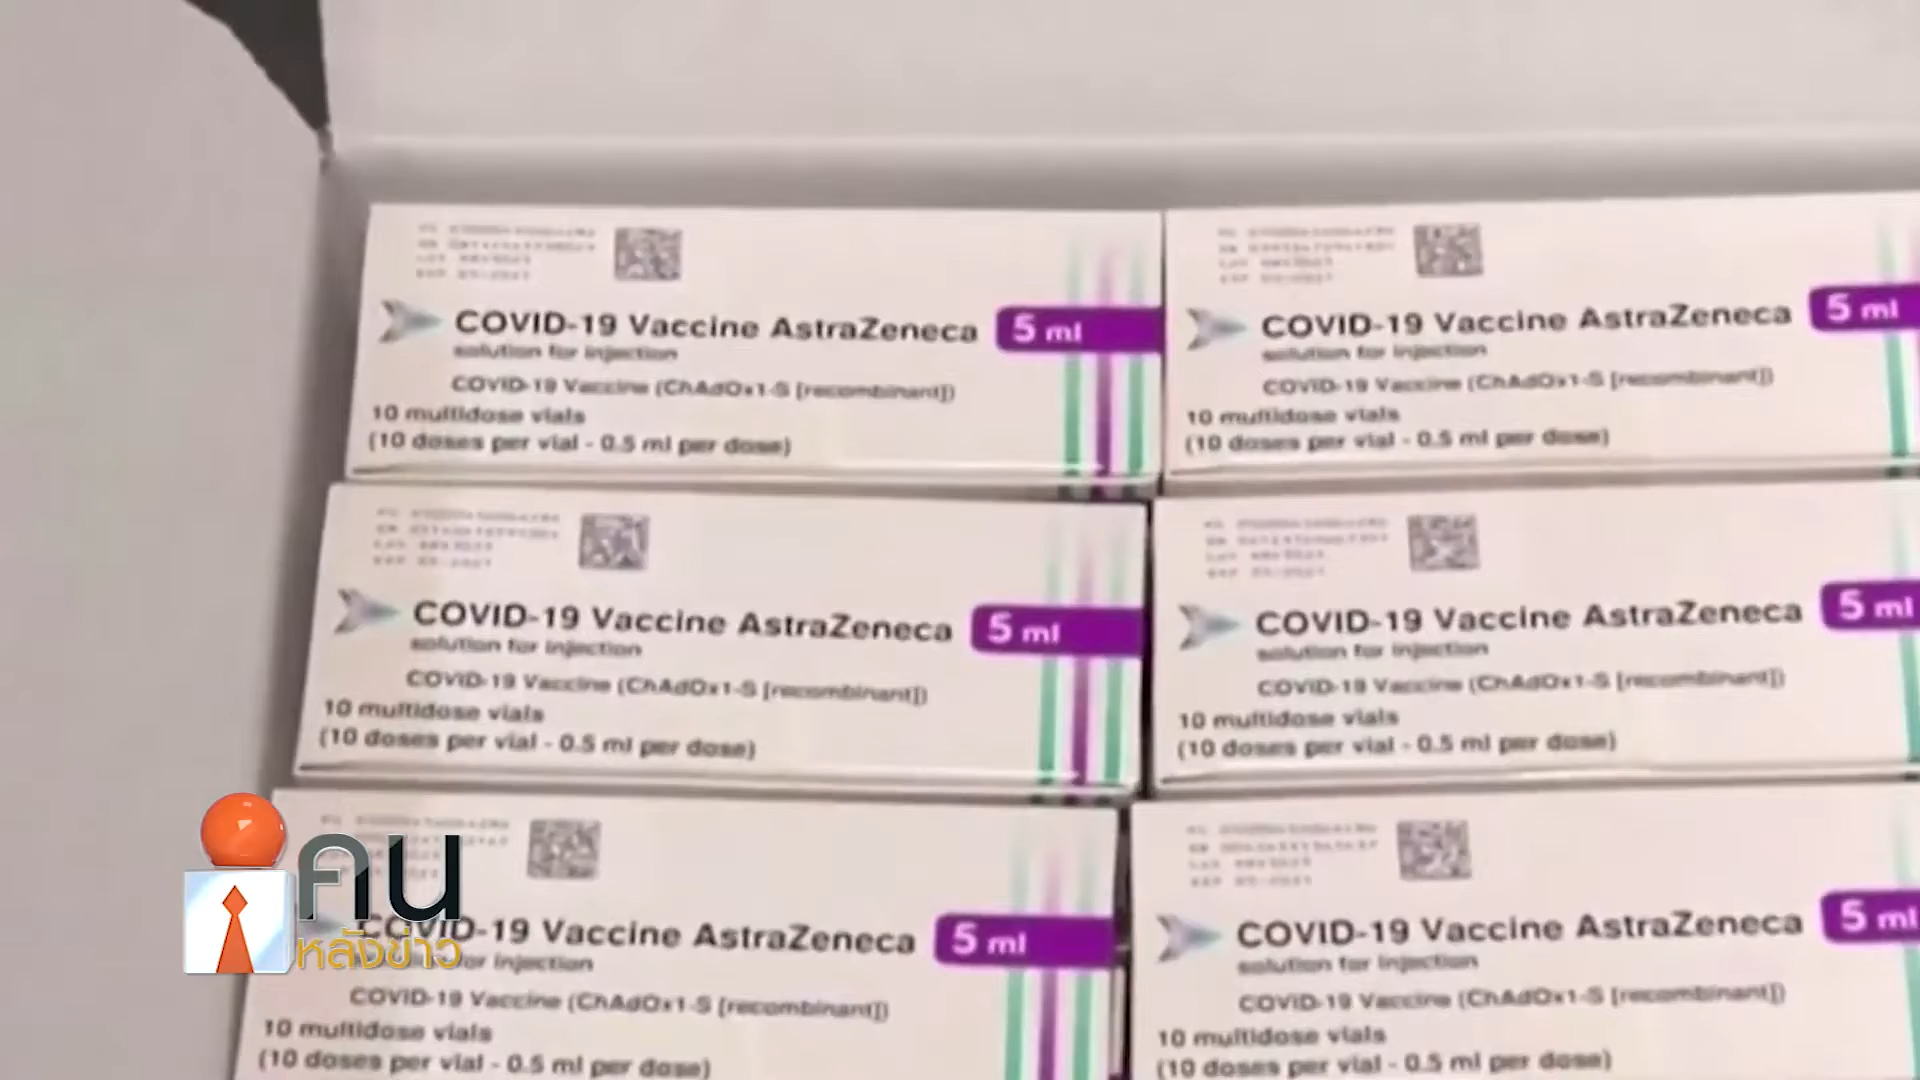 COVID-19 Vaccine AstraZeneca
5 ml
solution for injection
COVID-19 Vaccine (ChAdOx1-S [recombinant])
10 multidose vials
(10 doses per vial - 0.5 ml per dose)
COVID-19 Vaccine AstraZeneca
5 ml
solution for injection
COVID-19 Vaccine (ChAdOx1-S [recombinant])
10 multidose vials
(10 doses per vial - 0.5 ml per dose)
COVID-19 Vaccine AstraZeneca
5 ml
solution for injection
COVID-19 Vaccine (ChAdOx1-S [recombinant])
10 multidose vials
(10 doses per vial - 0.5 ml per dose)
COVID-19 Vaccine AstraZeneca
5 ml
solution for injection
COVID-19 Vaccine (ChAdOx1-S [recombinant])
10 multidose vials
(10 doses per vial - 0.5 ml per dose)
คน
หลังข่าว
COVID-19 Vaccine AstraZeneca
5 ml
for injection
COVID-19 Vaccine (ChAdOx1-S [recombinant])
10 multidose vials
(10 doses per vial - 0.5 ml per dose)
COVID-19 Vaccine AstraZeneca
5 ml
solution for injection
COVID-19 Vaccine (ChAdOx1-S [recombinant])
10 multidose vials
(10 doses per vial - 0.5 ml per dose)